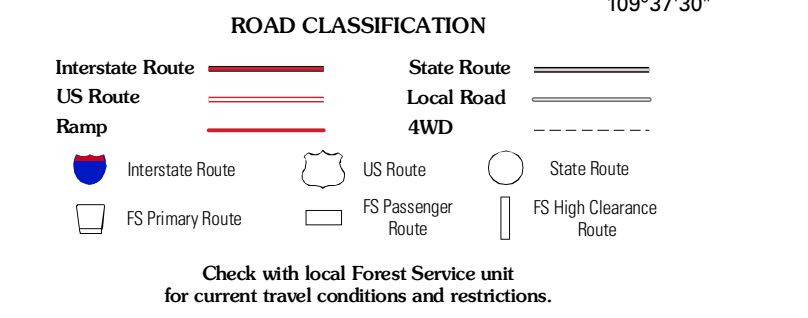 109°37'30"
ROAD CLASSIFICATION
Interstate Route State Route
US Route Local Road
Ramp 4WD
Interstate Route US Route State Route
FS Primary Route FS Passenger Route FS High Clearance Route
Check with local Forest Service unit
for current travel conditions and restrictions.